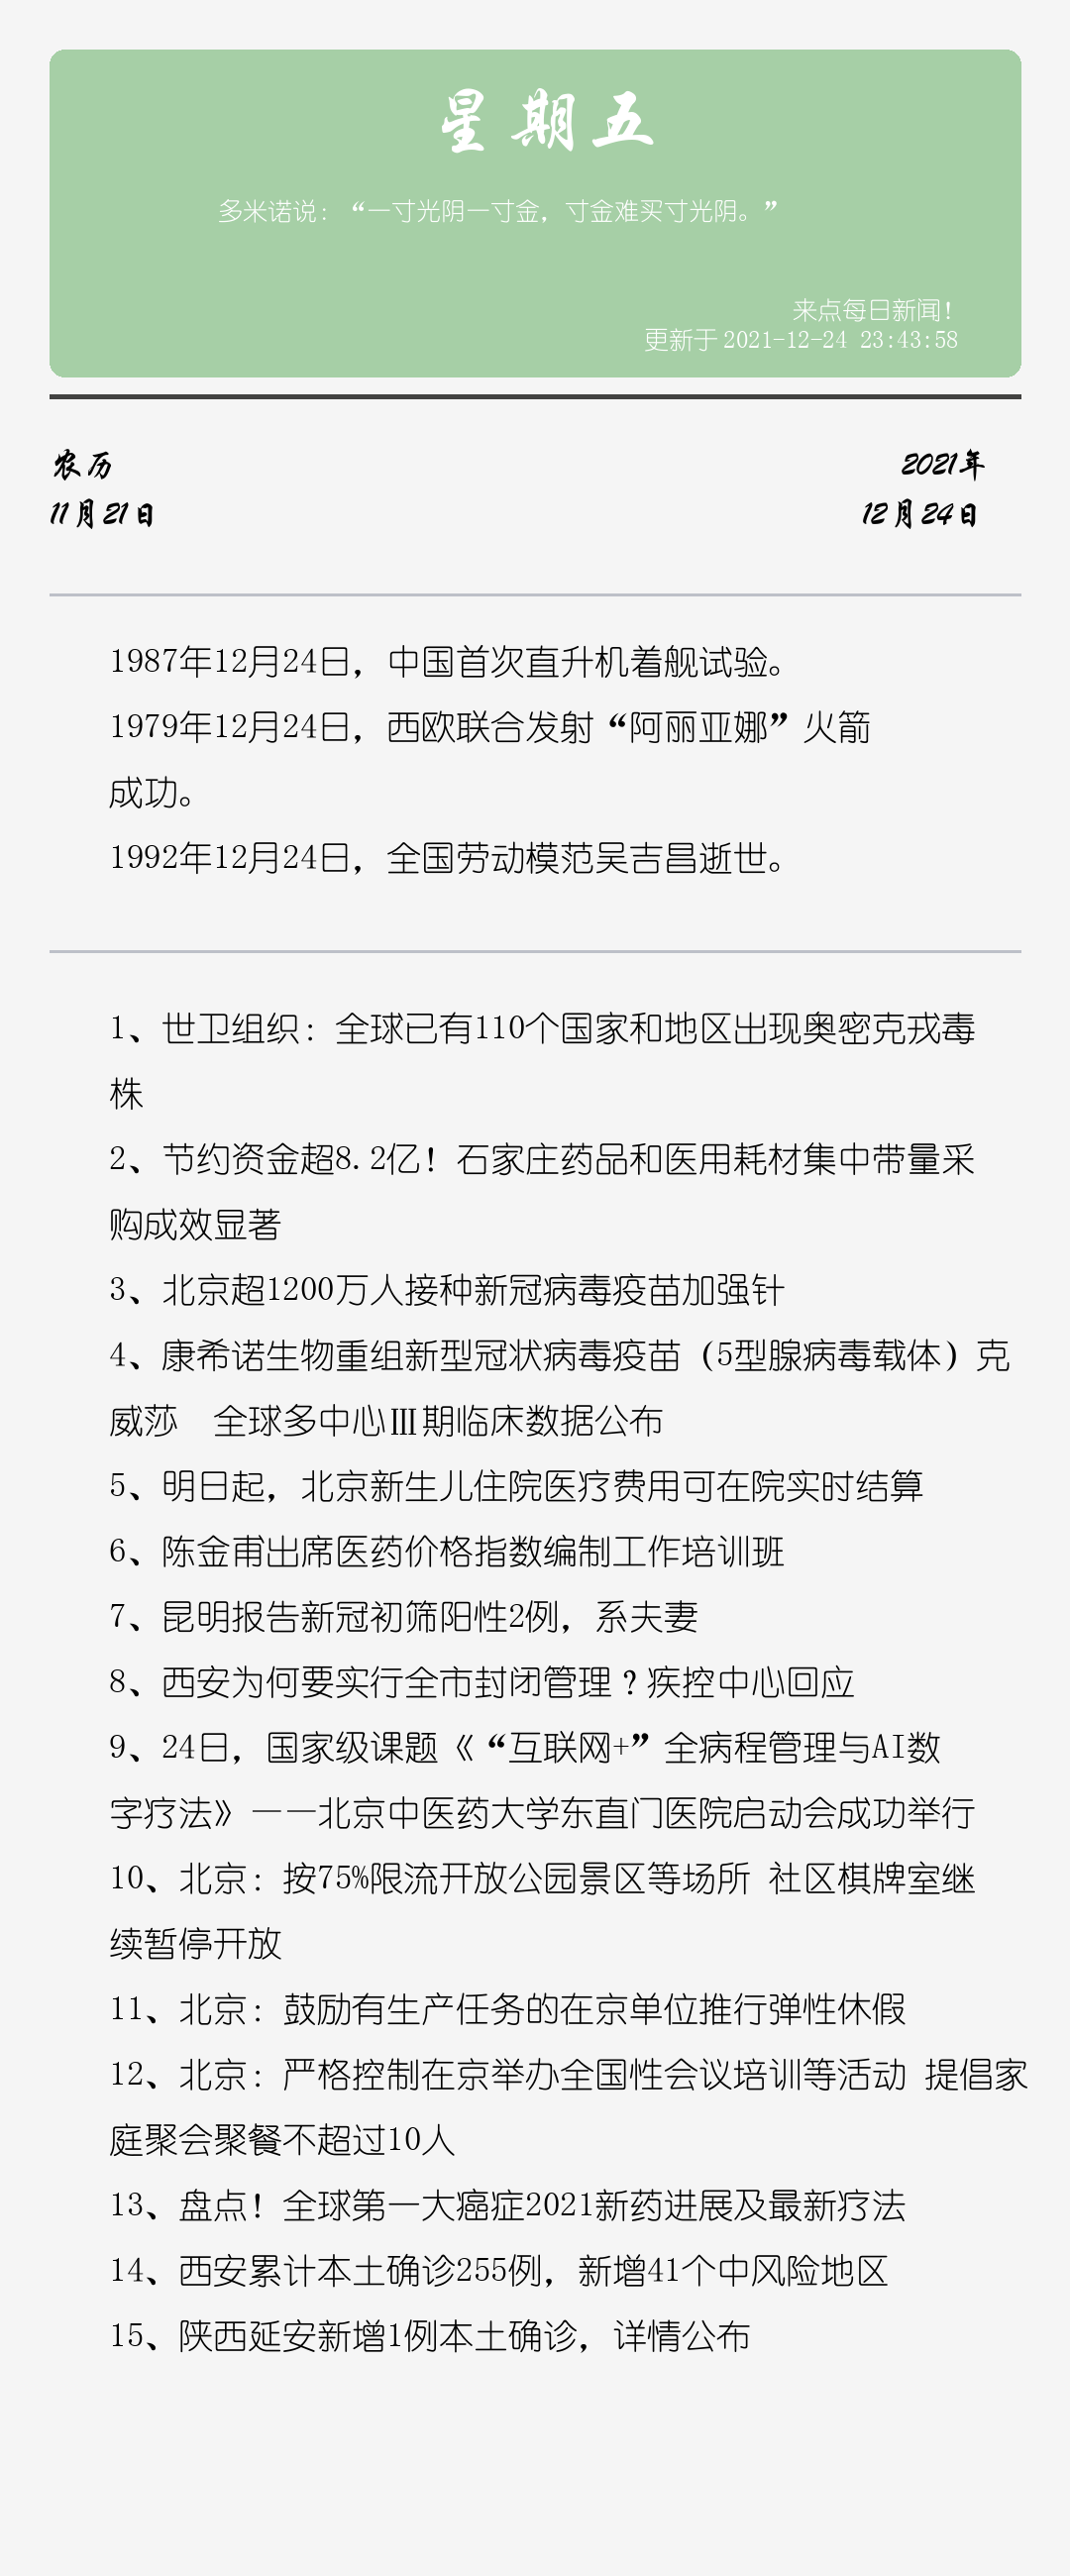 星期五
多米诺说：“一寸光阴一寸金，寸金难买寸光阴。”
来点每日新闻！
更新于 2021-12-24 23:43:58
农历
2021年
11月21日
12月24日
1987年12月24日，中国首次直升机着舰试验。
1979年12月24日，西欧联合发射“阿丽亚娜”火箭
成功。
1992年12月24日，全国劳动模范吴吉昌逝世。
1、世卫组织：全球已有110个国家和地区出现奥密克戎毒
株
2、节约资金超8.2亿！石家庄药品和医用耗材集中带量采
购成效显著
3、北京超1200万人接种新冠病毒疫苗加强针
4、康希诺生物重组新型冠状病毒疫苗（5型腺病毒载体）克
威莎　全球多中心Ⅲ期临床数据公布
5、明日起，北京新生儿住院医疗费用可在院实时结算
6、陈金甫出席医药价格指数编制工作培训班
7、昆明报告新冠初筛阳性2例，系夫妻
8、西安为何要实行全市封闭管理？疾控中心回应
9、24日，国家级课题《“互联网+”全病程管理与AI数
字疗法》——北京中医药大学东直门医院启动会成功举行
10、北京：按75%限流开放公园景区等场所 社区棋牌室继
续暂停开放
11、北京：鼓励有生产任务的在京单位推行弹性休假
12、北京：严格控制在京举办全国性会议培训等活动 提倡家
庭聚会聚餐不超过10人
13、盘点！全球第一大癌症2021新药进展及最新疗法
14、西安累计本土确诊255例，新增41个中风险地区
15、陕西延安新增1例本土确诊，详情公布